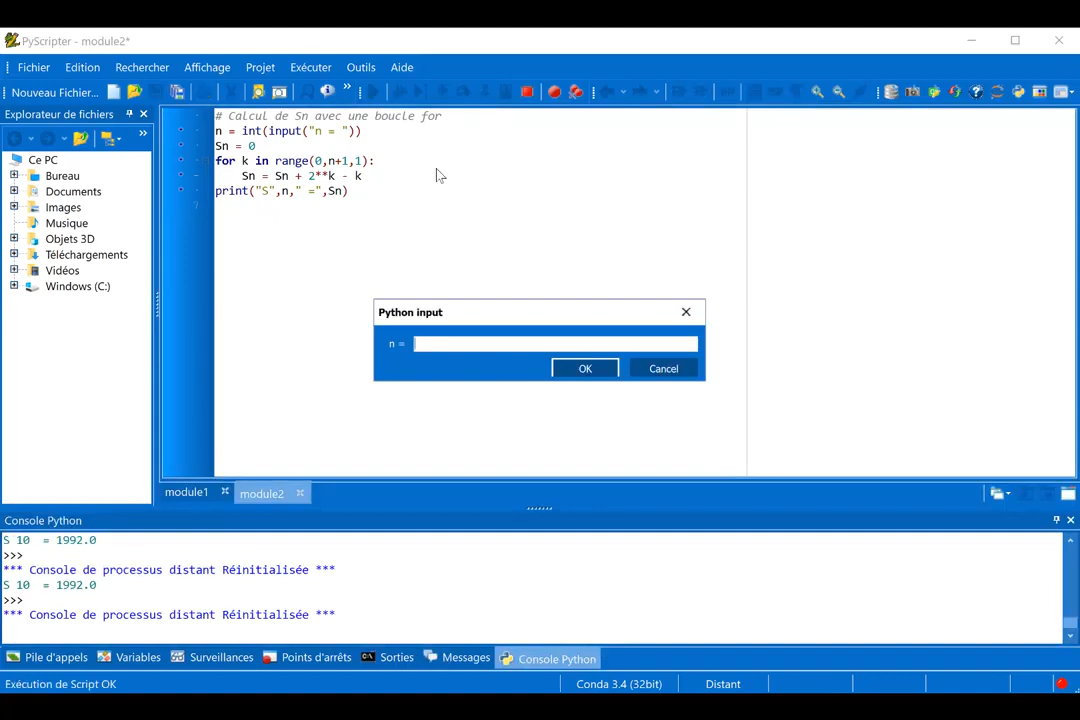 PyScripter - module2*
Fichier Edition Rechercher Affichage Projet Exécuter Outils Aide
Nouveau Fichier...
Explorateur de fichiers
Ce PC
Bureau
Documents
Images
Musique
Objets 3D
Téléchargements
Vidéos
Windows (C:)
# Calcul de Sn avec une boucle for
n = int(input("n = "))
Sn = 0
for k in range(0,n+1,1):
Sn = Sn + 2**k - k
print("S",n," =",Sn)
Python input
n =
OK Cancel
module1 module2
Console Python
S 10  = 1992.0
>>>
*** Console de processus distant Réinitialisée ***
S 10  = 1992.0
>>>
*** Console de processus distant Réinitialisée ***
Pile d'appels Variables Surveillances Points d'arrêts Sorties Messages Console Python
Exécution de Script OK Conda 3.4 (32bit) Distant